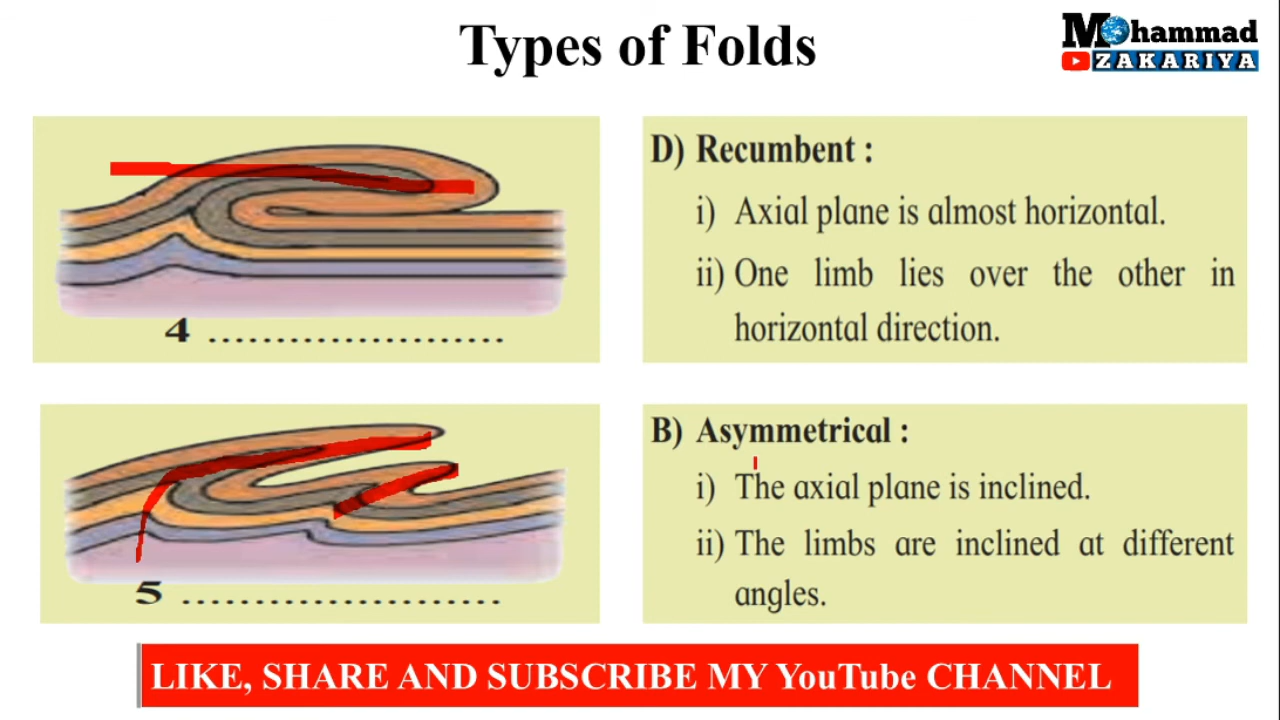 Types of Folds
Mohammad
ZAKARIYA
4 ......................
D) Recumbent :
i) Axial plane is almost horizontal.
ii) One limb lies over the other in
horizontal direction.
5 ........................
B) Asymmetrical :
i) The axial plane is inclined.
ii) The limbs are inclined at different
angles.
LIKE, SHARE AND SUBSCRIBE MY YouTube CHANNEL